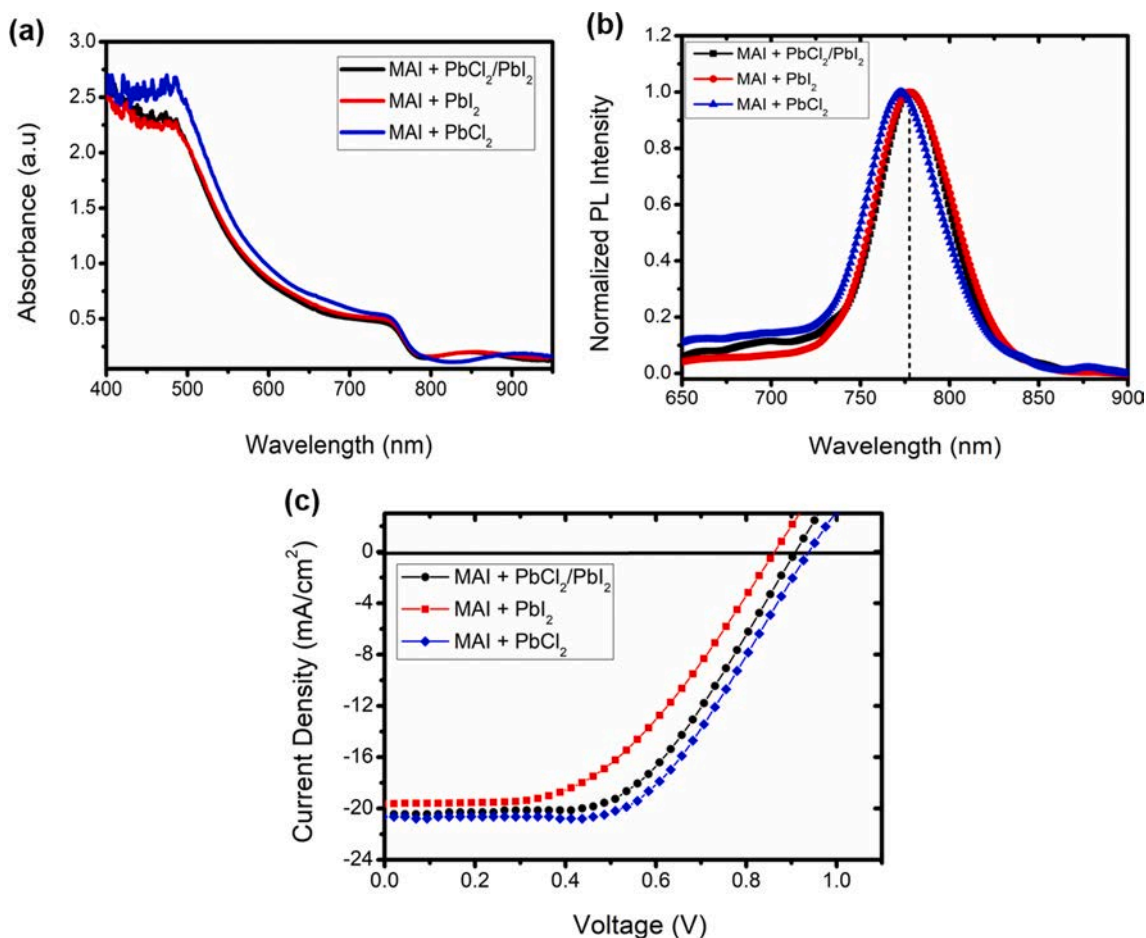 (a)
3.0
2.5
2.0
1.5
1.0
0.5
Absorbance (a.u)
MAI + PbCl₂/PbI₂
MAI + PbI₂
MAI + PbCl₂
400 500 600 700 800 900
Wavelength (nm)
(b)
1.2
1.0
0.8
0.6
0.4
0.2
0.0
Normalized PL Intensity
MAI + PbCl₂/PbI₂
MAI + PbI₂
MAI + PbCl₂
650 700 750 800 850 900
Wavelength (nm)
(c)
0
-4
-8
-12
-16
-20
-24
Current Density (mA/cm²)
MAI + PbCl₂/PbI₂
MAI + PbI₂
MAI + PbCl₂
0.0 0.2 0.4 0.6 0.8 1.0
Voltage (V)